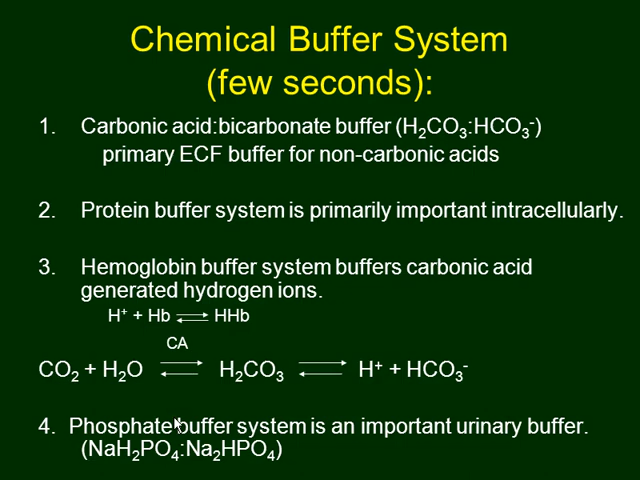 Chemical Buffer System
(few seconds):
1. Carbonic acid:bicarbonate buffer (H₂CO₃:HCO₃⁻)
primary ECF buffer for non-carbonic acids
2. Protein buffer system is primarily important intracellularly.
3. Hemoglobin buffer system buffers carbonic acid
generated hydrogen ions.
H⁺ + Hb ⇌ HHb
CA
CO₂ + H₂O ⇌ H₂CO₃ ⇌ H⁺ + HCO₃⁻
4. Phosphate buffer system is an important urinary buffer.
(NaH₂PO₄:Na₂HPO₄)